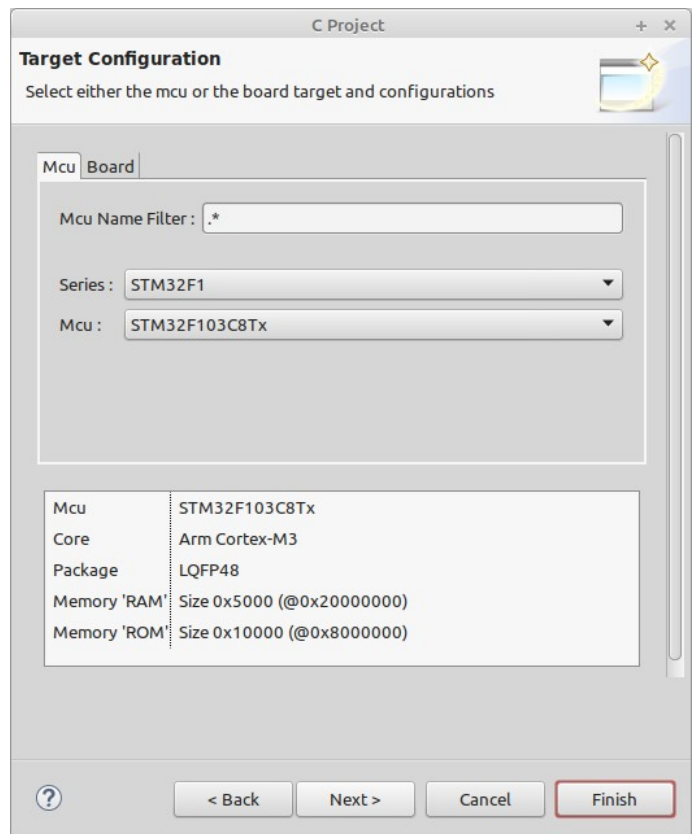 C Project + ×
Target Configuration
Select either the mcu or the board target and configurations
Mcu Board
Mcu Name Filter : .*
Series : STM32F1
Mcu : STM32F103C8Tx
Mcu STM32F103C8Tx
Core Arm Cortex-M3
Package LQFP48
Memory 'RAM' Size 0x5000 (@0x20000000)
Memory 'ROM' Size 0x10000 (@0x8000000)
? < Back Next > Cancel Finish